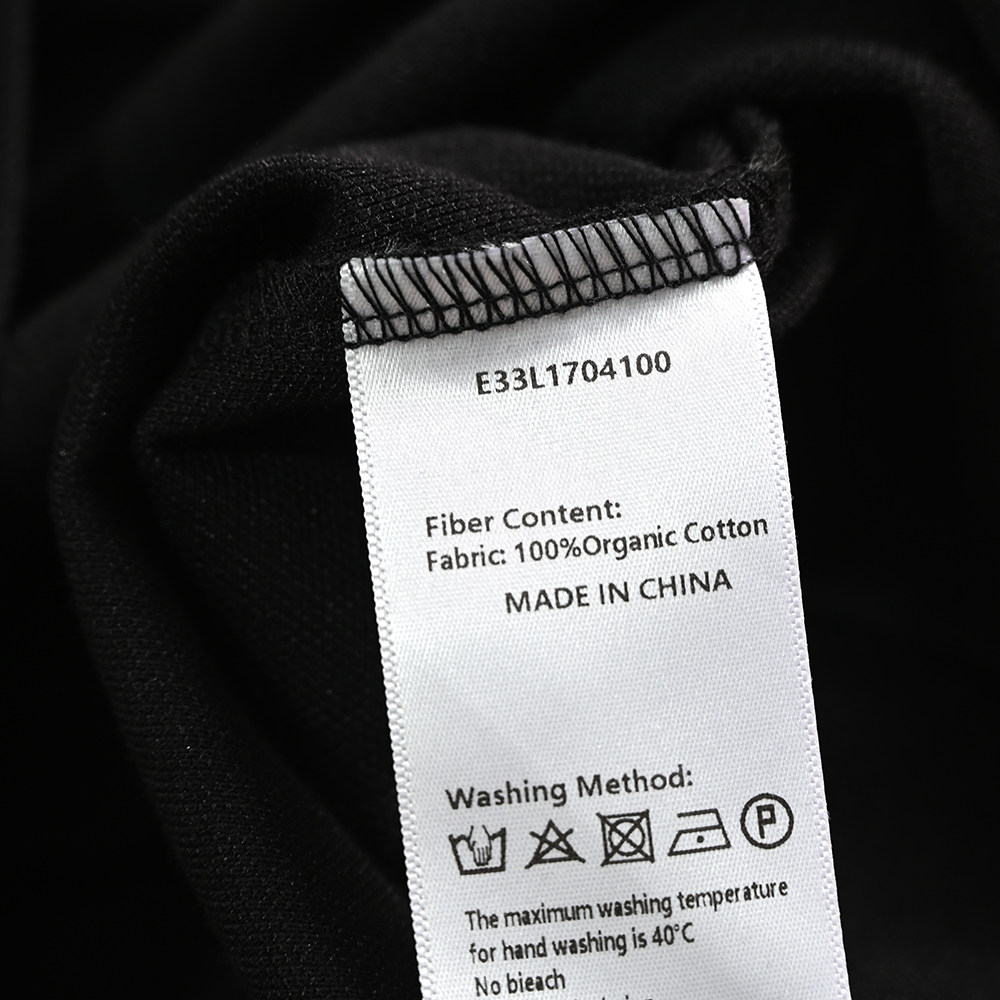 E33L1704100
Fiber Content:
Fabric: 100%Organic Cotton
MADE IN CHINA
Washing Method:
P
The maximum washing temperature
for hand washing is 40°C
No bleach